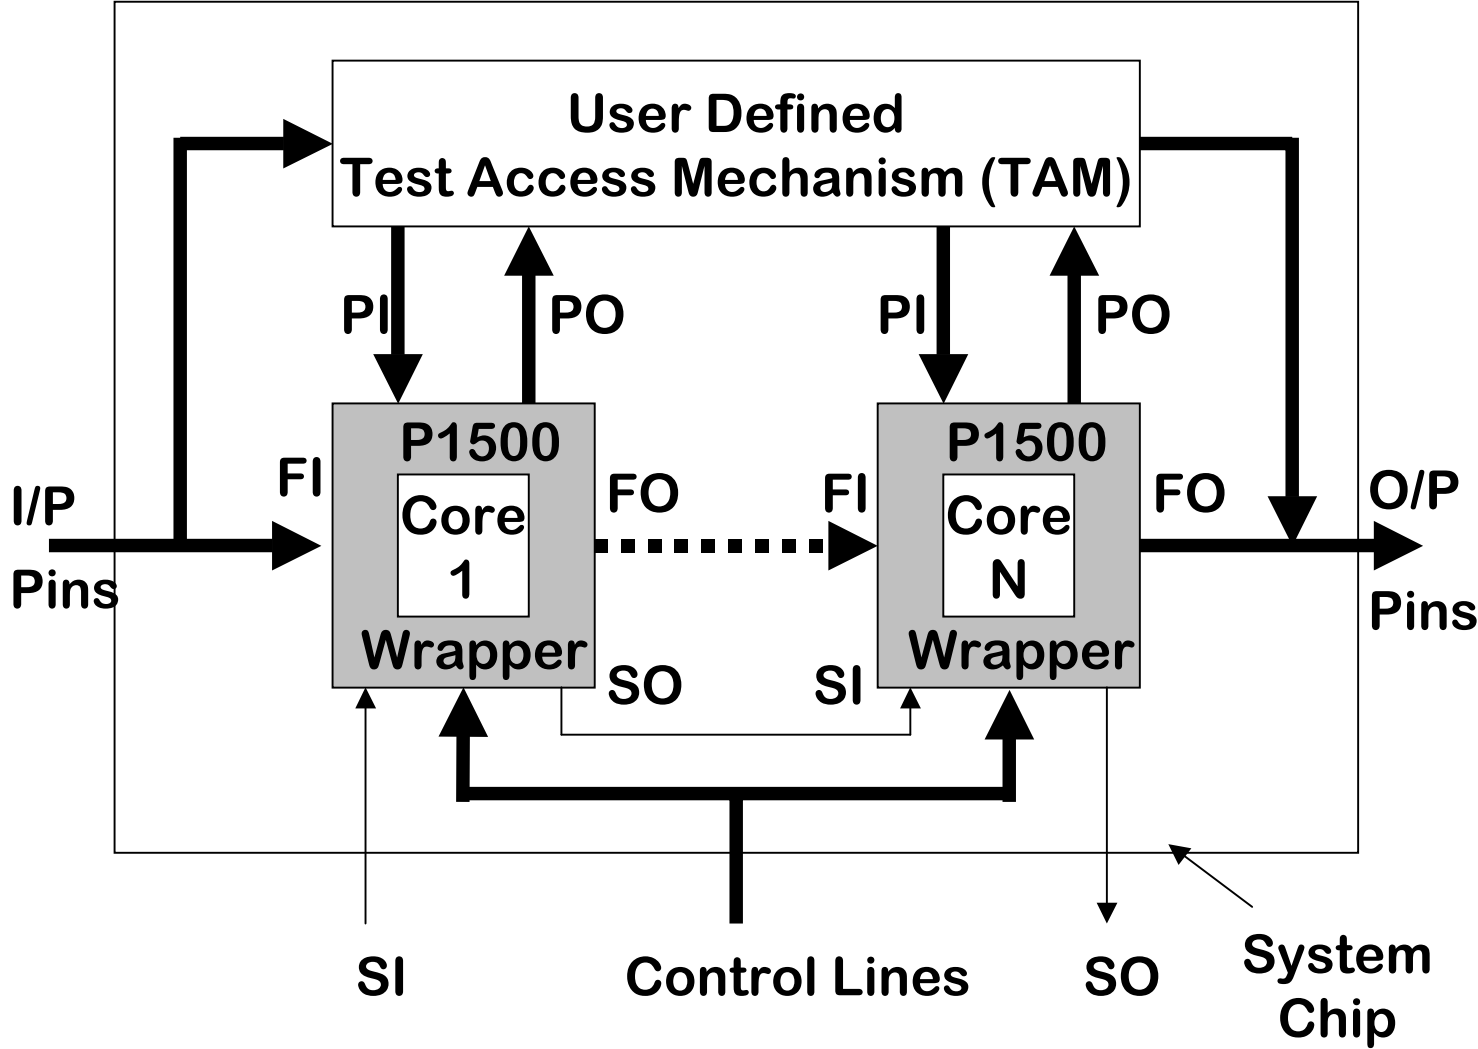 User Defined
Test Access Mechanism (TAM)
PI
PO
PI
PO
P1500
P1500
FI
FO
FI
FO
I/P
Pins
O/P
Pins
Core
1
Core
N
Wrapper
Wrapper
SO
SI
SI
Control Lines
SO
System
Chip